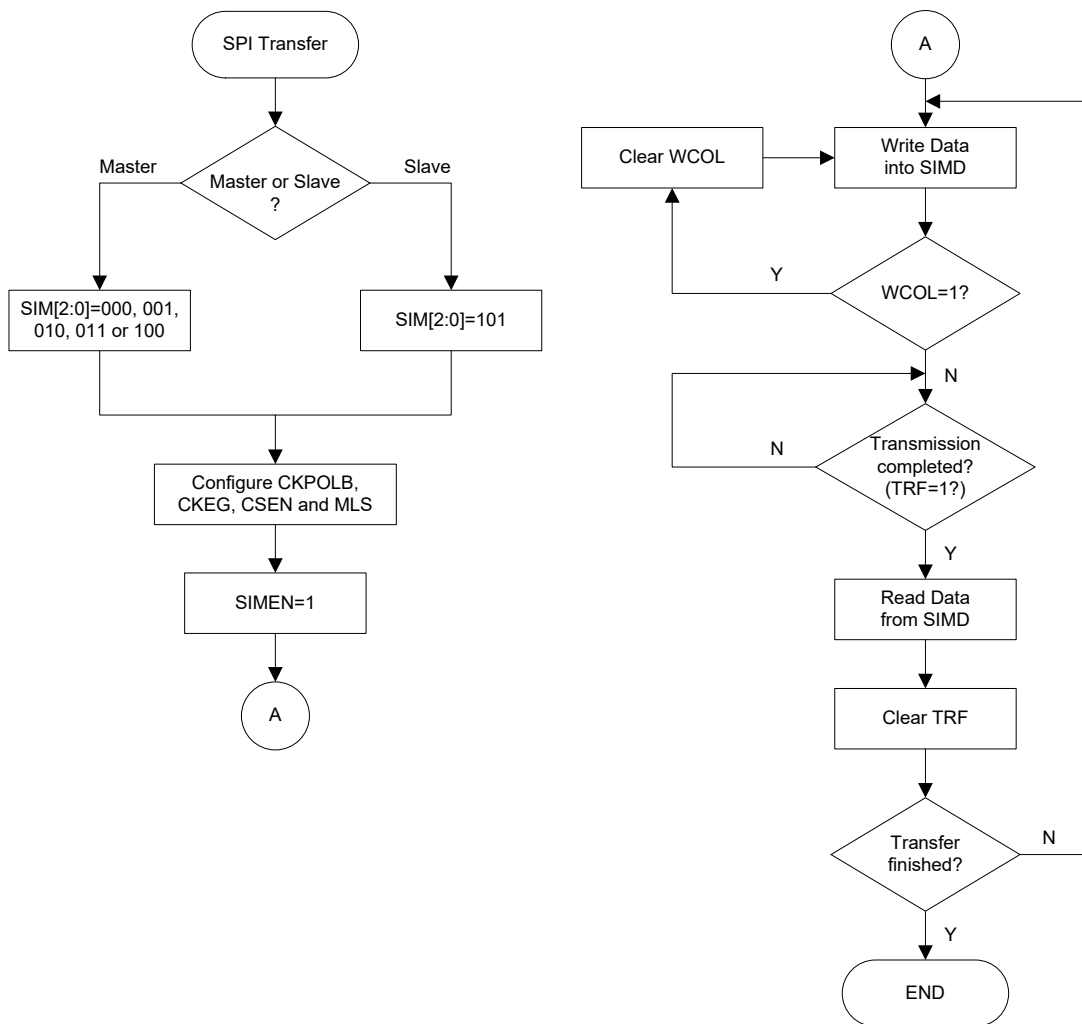 SPI Transfer
Master
Slave
Master or Slave
?
SIM[2:0]=000, 001,
010, 011 or 100
SIM[2:0]=101
Configure CKPOLB,
CKEG, CSEN and MLS
SIMEN=1
A
A
Clear WCOL
Write Data
into SIMD
Y
WCOL=1?
N
N
Transmission
completed?
(TRF=1?)
Y
Read Data
from SIMD
Clear TRF
Transfer
finished?
N
Y
END